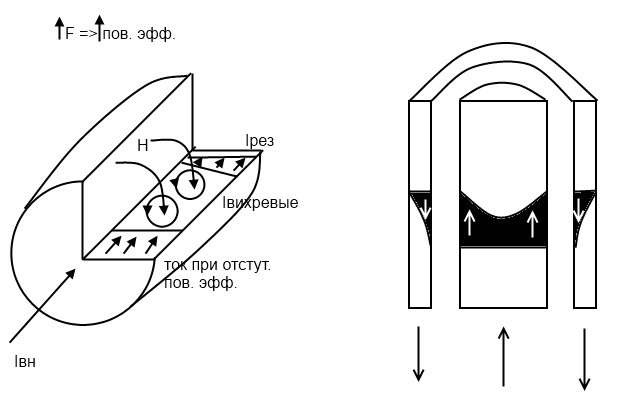 F => пов. эфф.
H
Iрез
Iвихревые
ток при отстут.
пов. эфф.
Iвн